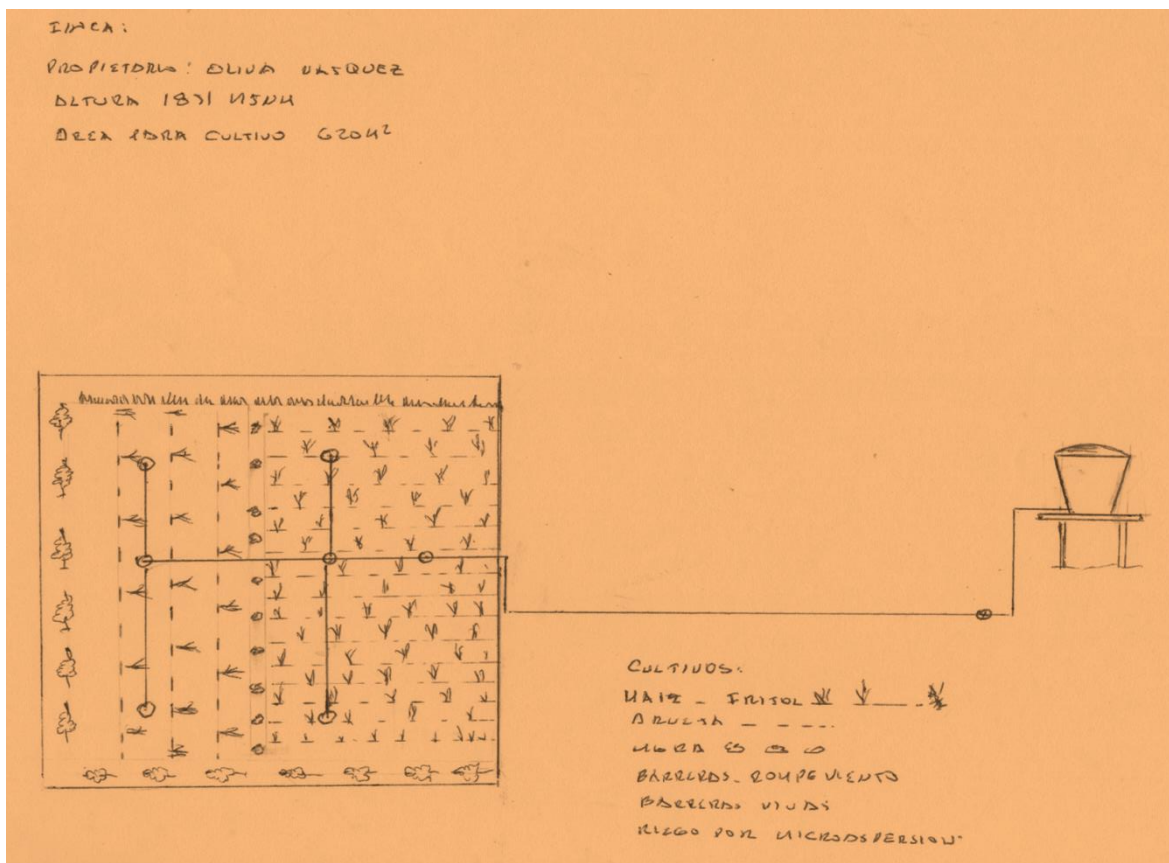 FINCA:
PROPIETARIO: OLIVA VASQUEZ
ALTURA MSNM
AREA PARA CULTIVO 620M²
CULTIVOS:
MAIZ - FRIJOL
ARVEJA - - - - .
MORA
BARRERAS - ROMPEVIENTO
BARRERAS VIVAS
RIEGO POR MICROASPERSION